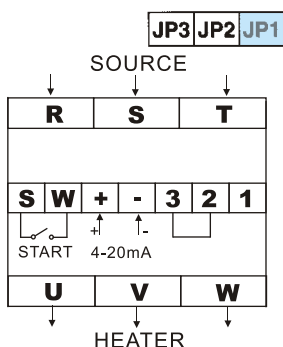 JP3 JP2 JP1
SOURCE
R S T
S W + - 3 2 1
+ -
START 4-20mA
U V W
HEATER